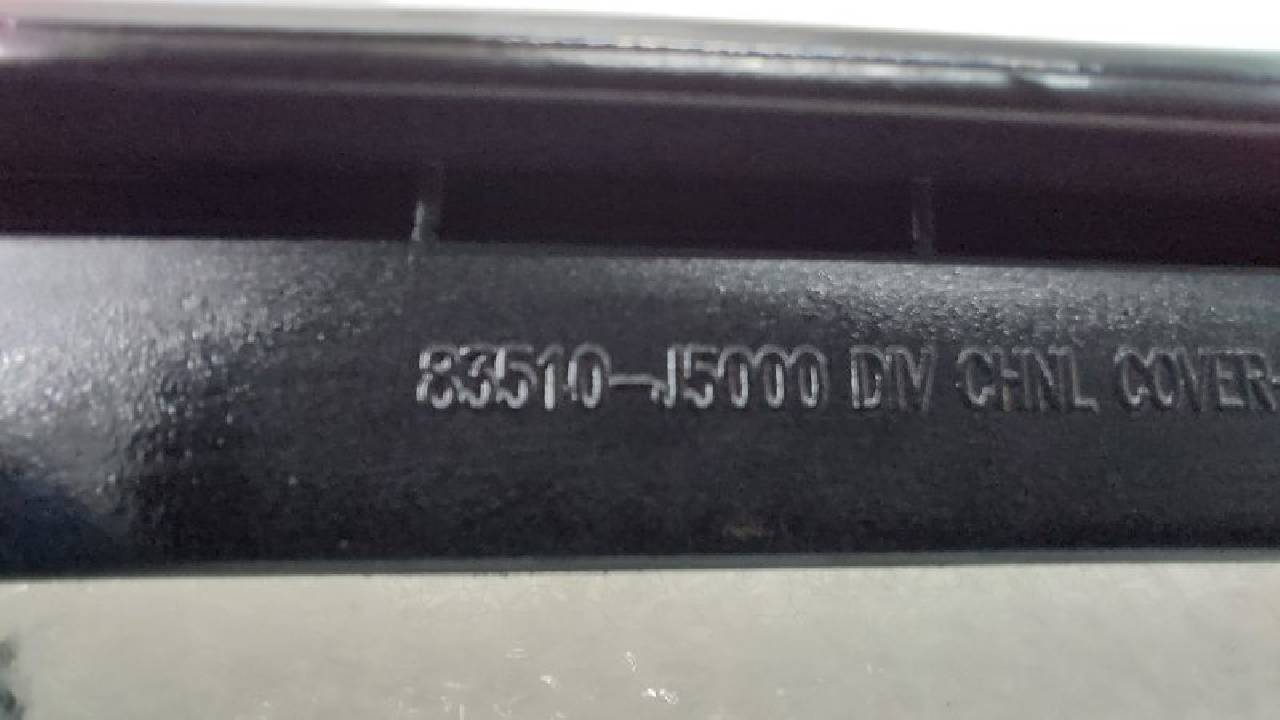 83510-J5000 DIV CHNL COVER-